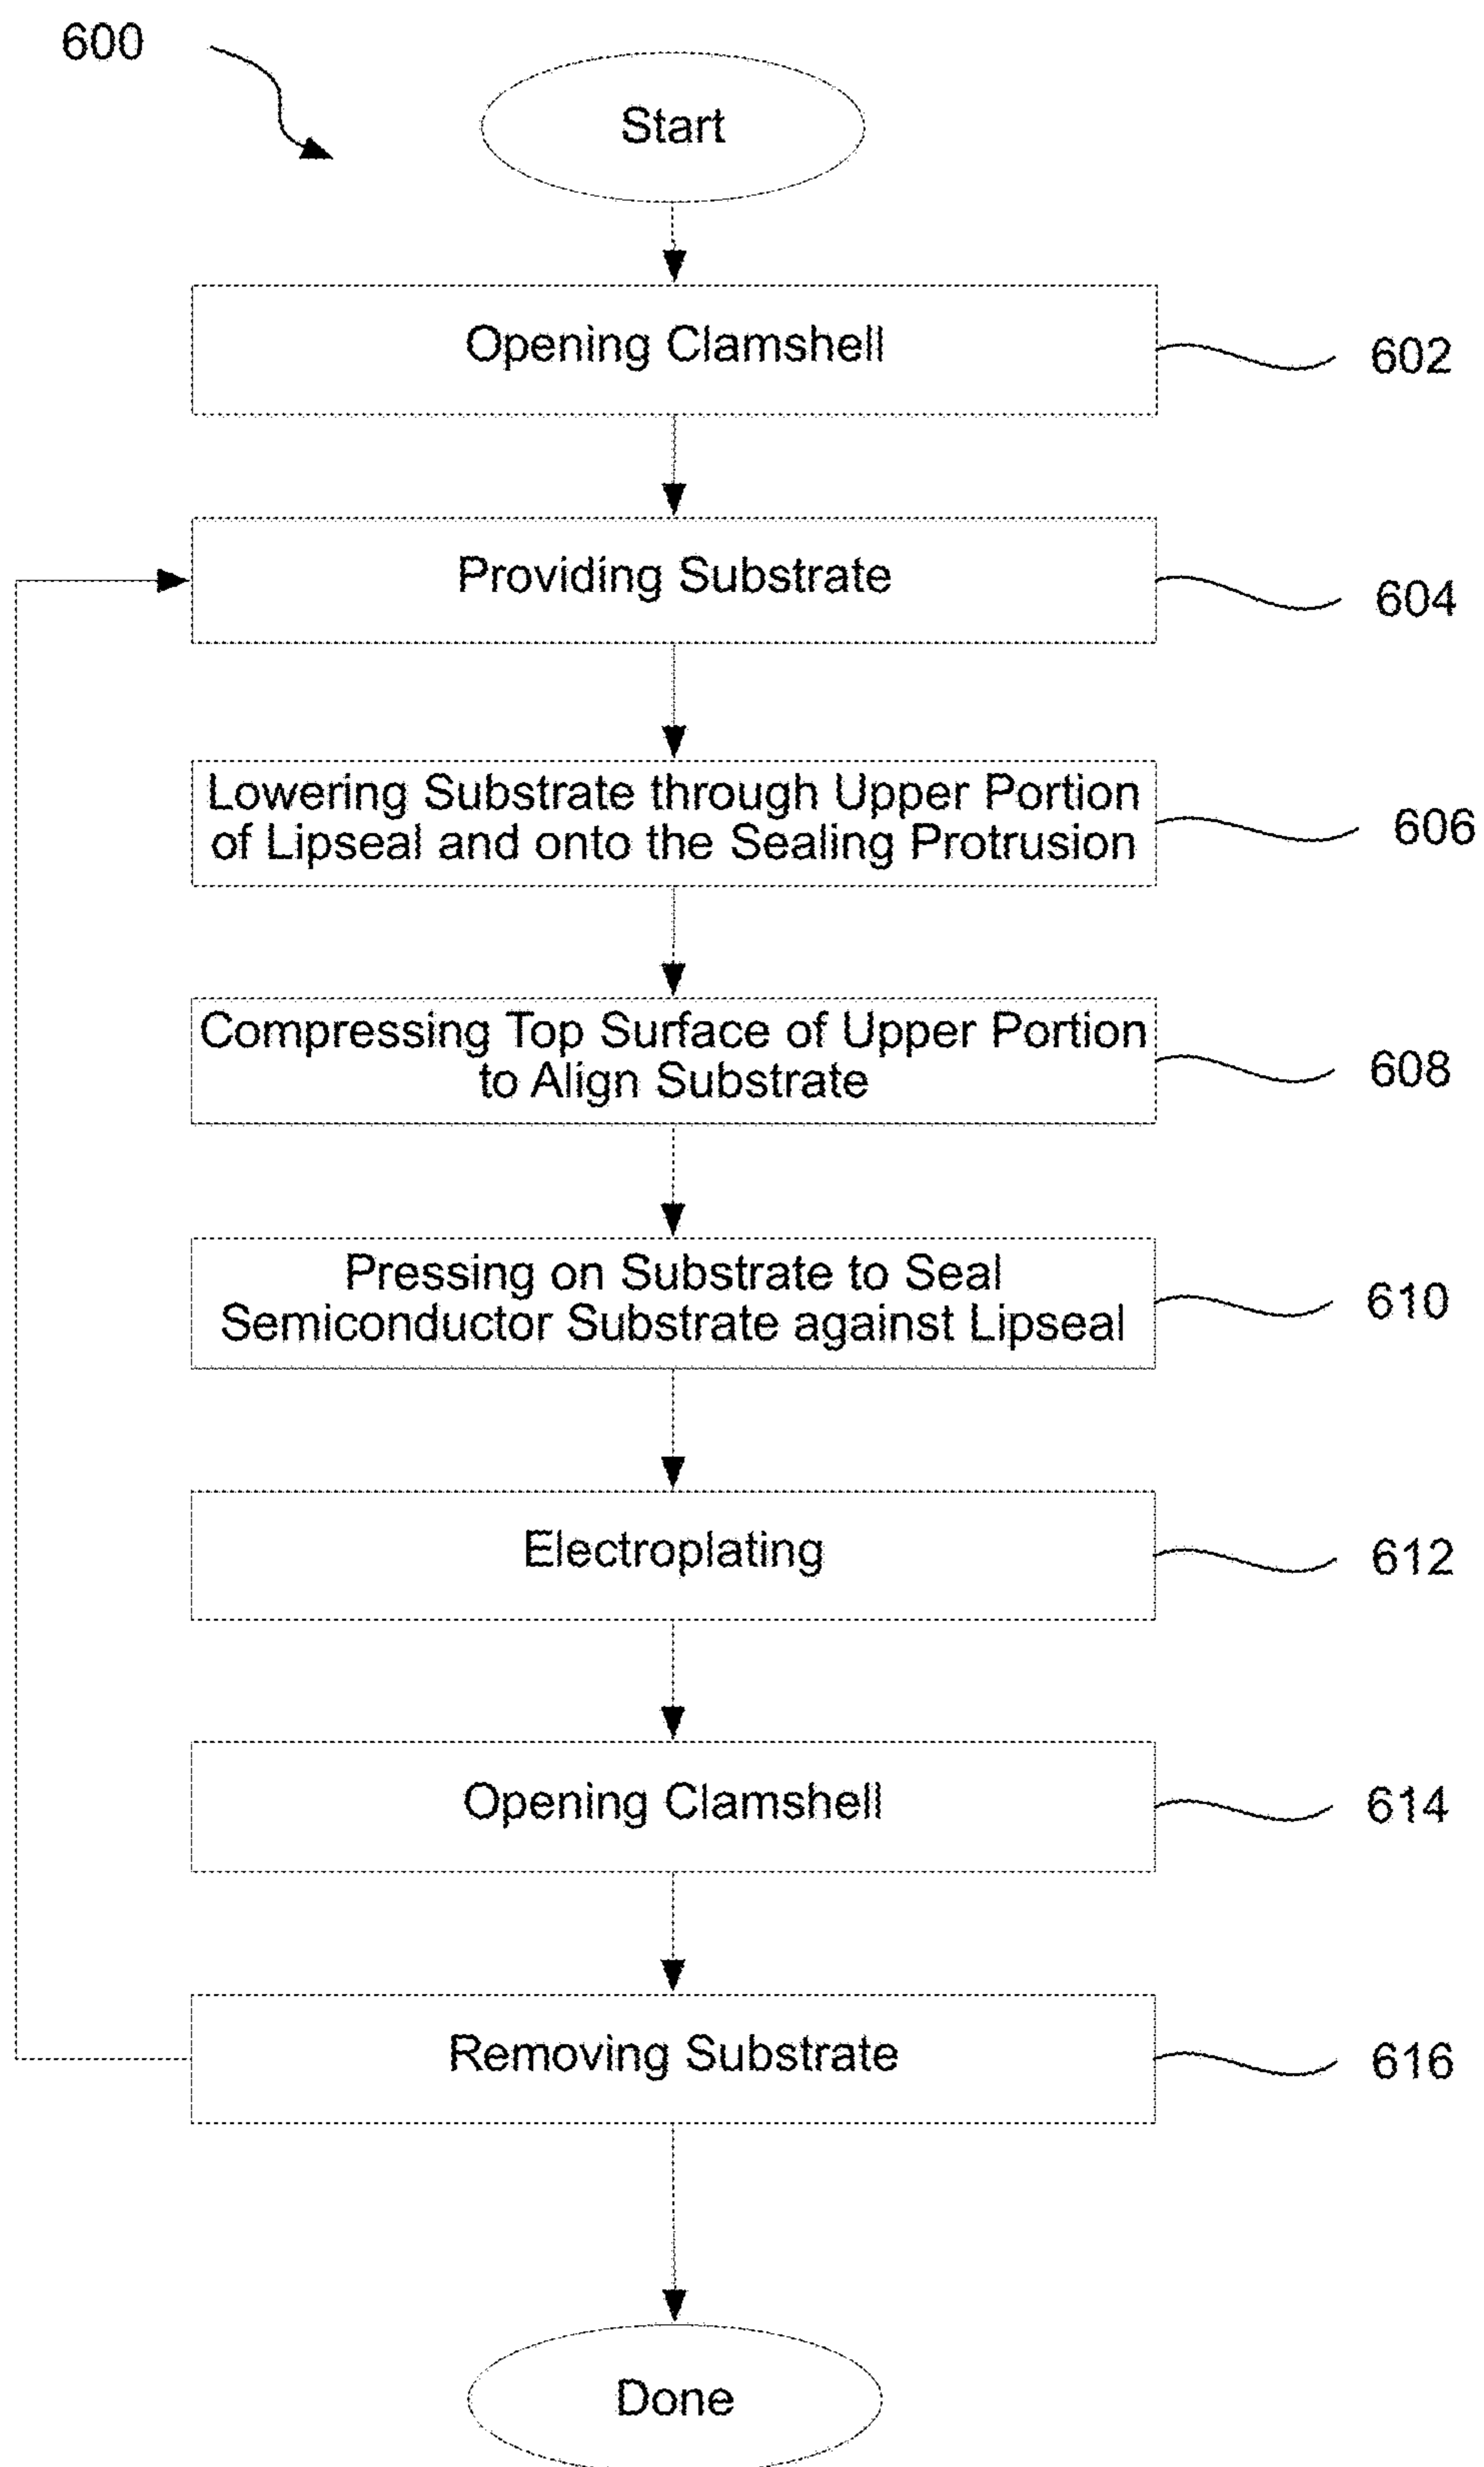 600
Start
Opening Clamshell
602
Providing Substrate
604
Lowering Substrate through Upper Portion
of Lipseal and onto the Sealing Protrusion
606
Compressing Top Surface of Upper Portion
to Align Substrate
608
Pressing on Substrate to Seal
Semiconductor Substrate against Lipseal
610
Electroplating
612
Opening Clamshell
614
Removing Substrate
616
Done